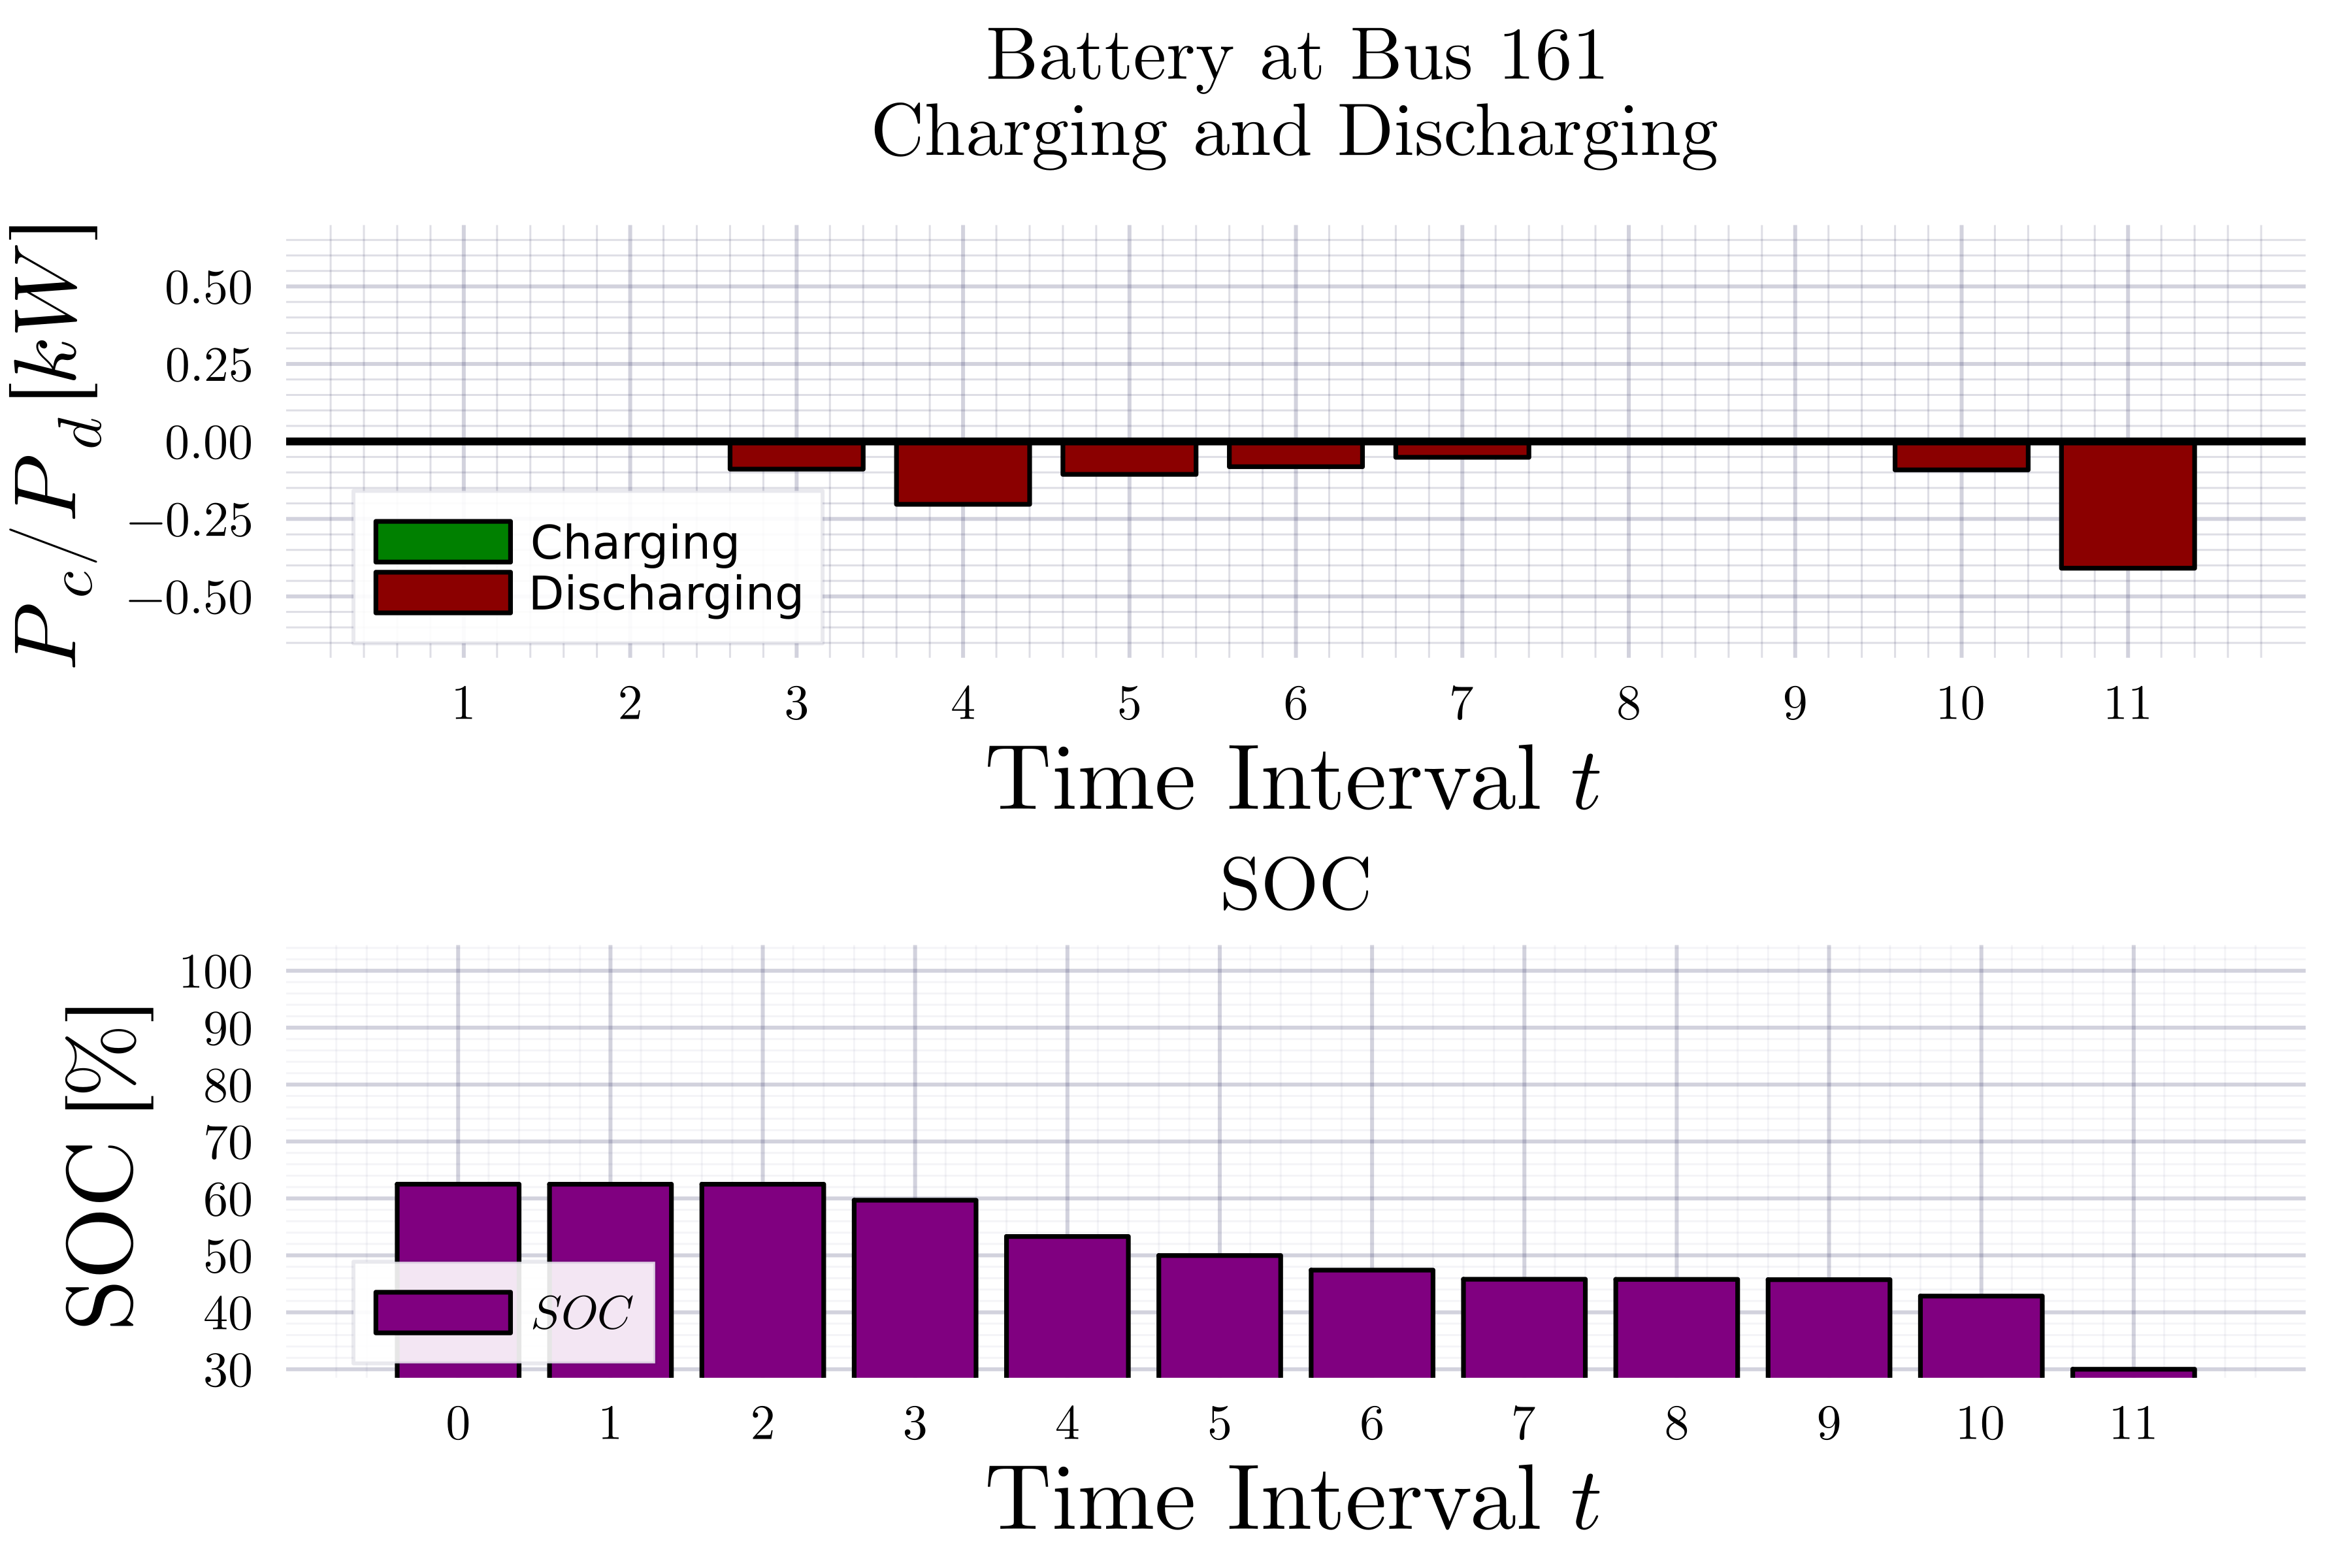 Battery at Bus 161
Charging and Discharging
P_c/P_d [kW]
0.50
0.25
0.00
−0.25
−0.50
Charging
Discharging
1 2 3 4 5 6 7 8 9 10 11
Time Interval t
SOC
SOC [%]
100
90
80
70
60
50
40
30
SOC
0 1 2 3 4 5 6 7 8 9 10 11
Time Interval t